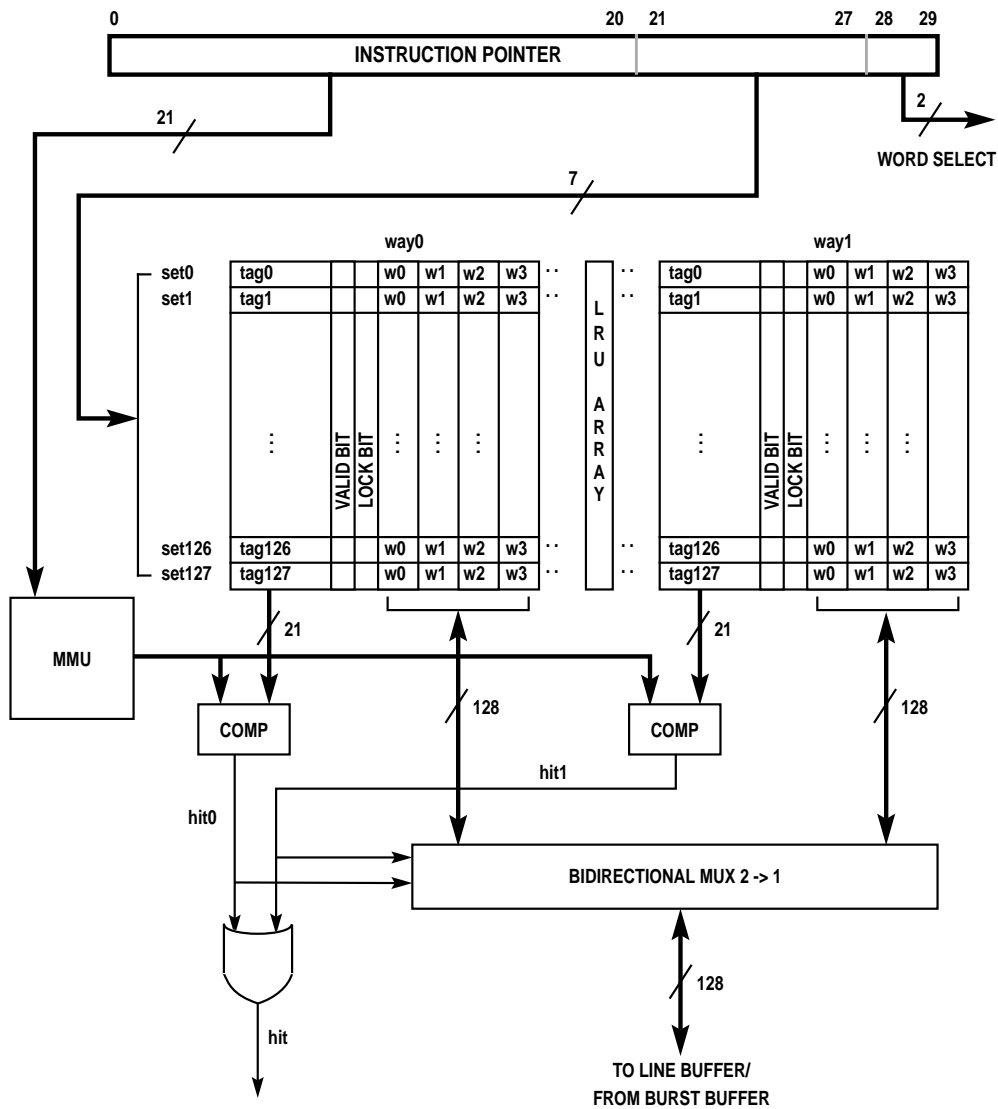 0 20 21 27 28 29
INSTRUCTION POINTER
21
2
WORD SELECT
7
way0 way1
set0 tag0 w0 w1 w2 w3 .. .. tag0 w0 w1 w2 w3
set1 tag1 w0 w1 w2 w3 .. .. tag1 w0 w1 w2 w3
VALID BIT
LOCK BIT
LRU ARRAY
VALID BIT
LOCK BIT
set126 tag126 w0 w1 w2 w3 .. .. tag126 w0 w1 w2 w3
set127 tag127 w0 w1 w2 w3 .. .. tag127 w0 w1 w2 w3
21 21
MMU
128 128
COMP COMP
hit1
hit0
BIDIRECTIONAL MUX 2 -> 1
128
hit
TO LINE BUFFER/
FROM BURST BUFFER